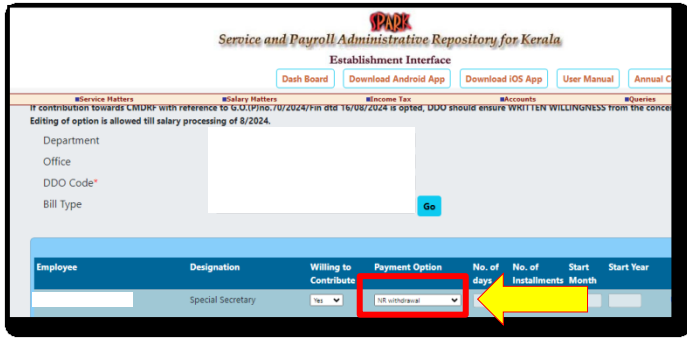 SPARK
Service and Payroll Administrative Repository for Kerala
Establishment Interface
Dash Board Download Android App Download iOS App User Manual Annual C
Service Matters Salary Matters Income Tax Accounts Queries
If contribution towards CMDRF with reference to G.O.(P)no.70/2024/Fin dtd 16/08/2024 is opted, DDO should ensure WRITTEN WILLINGNESS from the concer
Editing of option is allowed till salary processing of 8/2024.
Department
Office
DDO Code*
Bill Type Go
Employee Designation Willing to Contribute Payment Option No. of days No. of Installments Start Month Start Year
Special Secretary Yes NR withdrawal